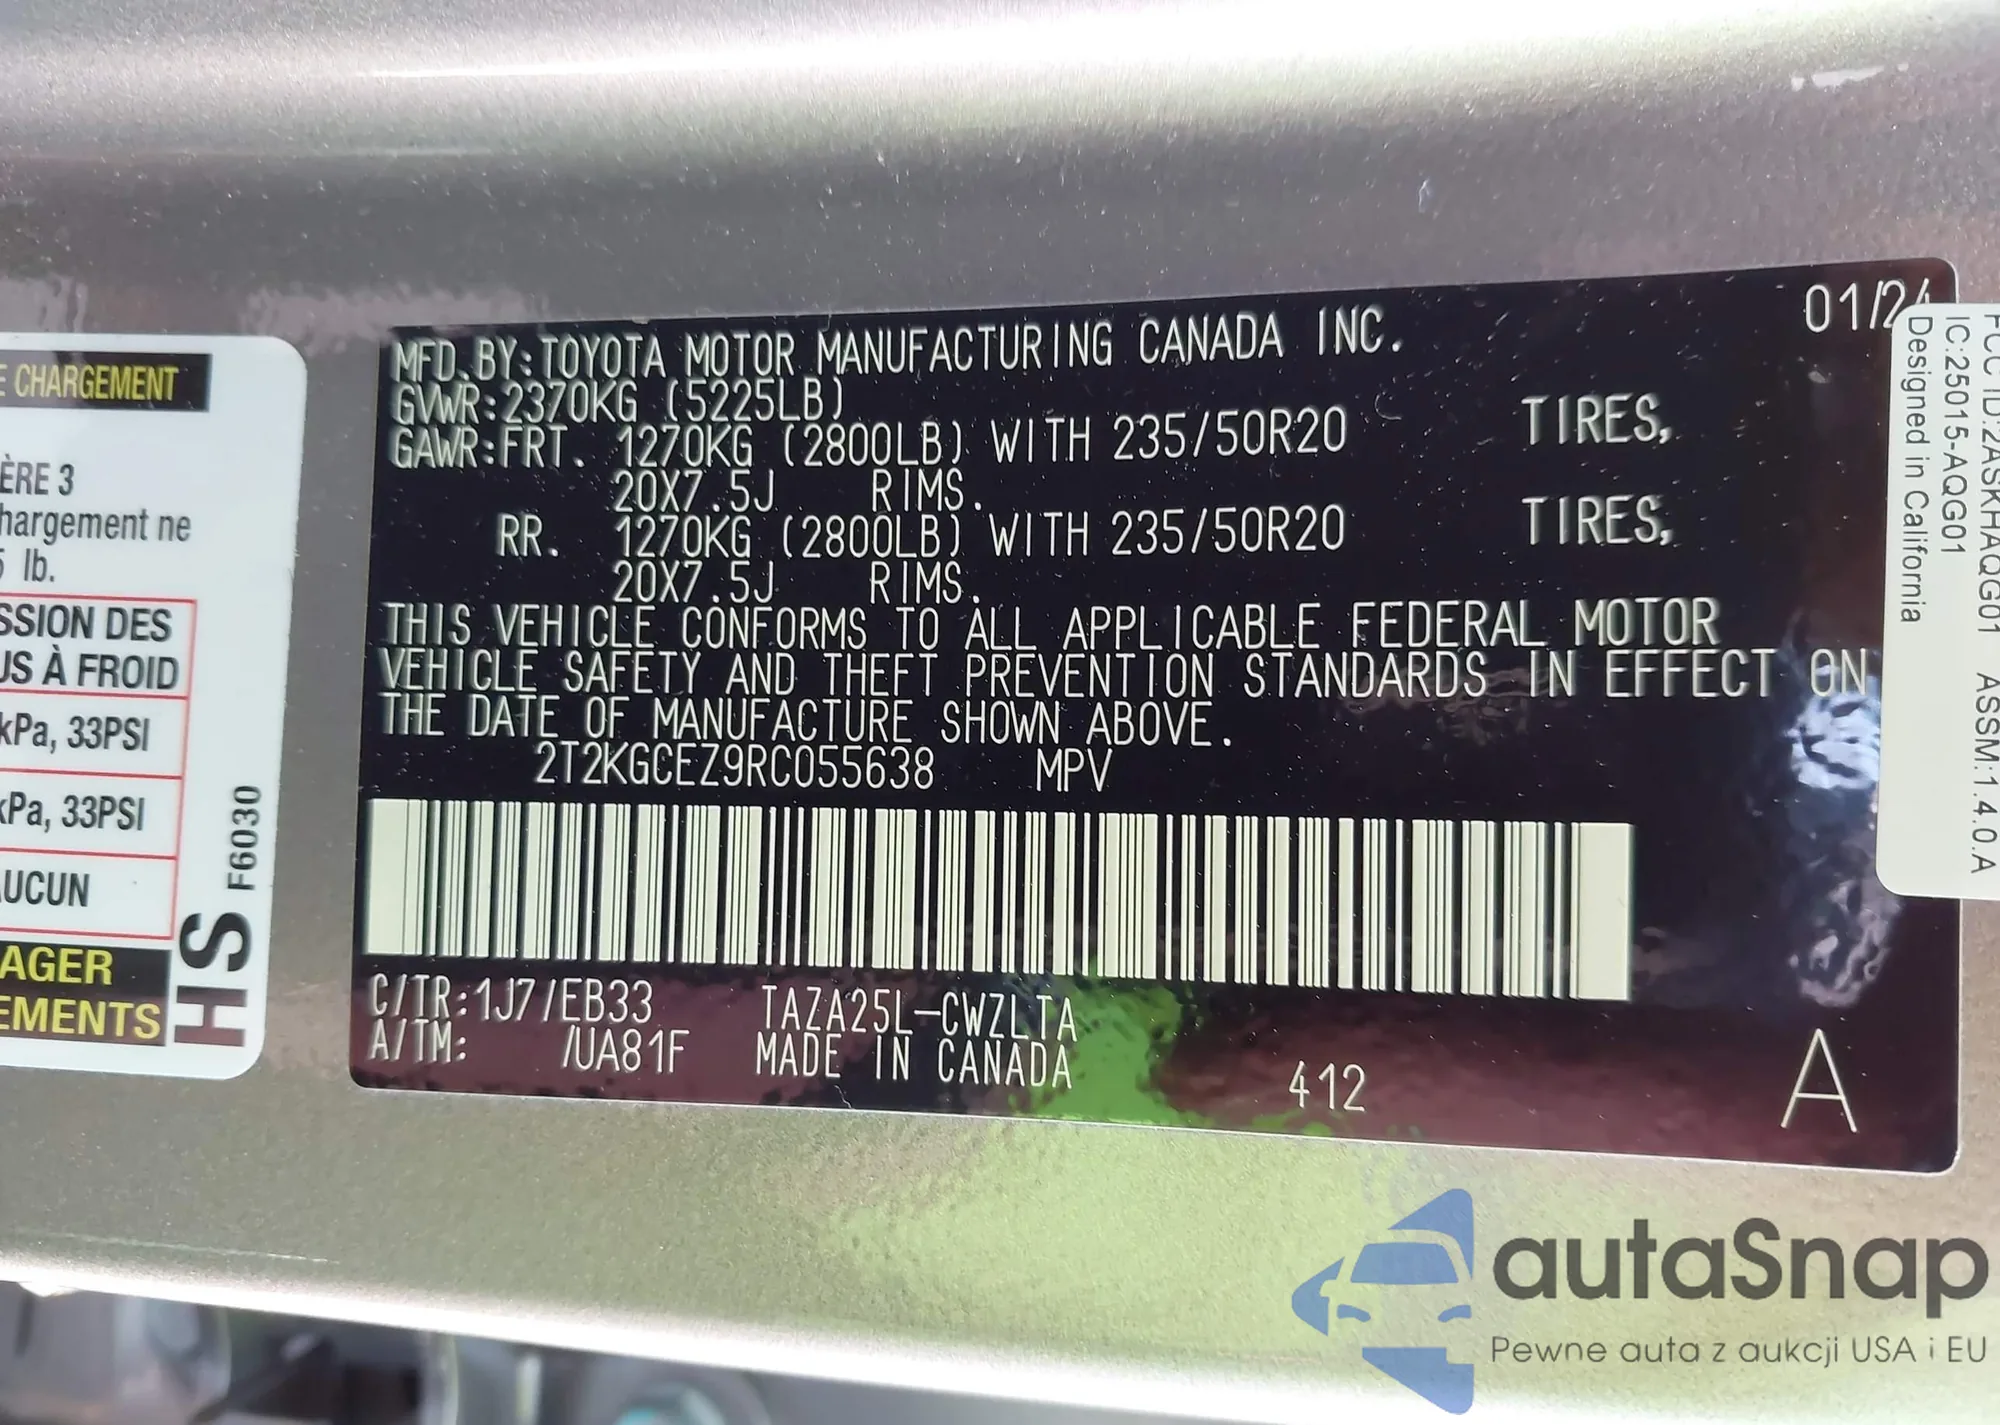 E CHARGEMENT
ÈRE 3
hargement ne
lb.
SSION DES
US À FROID
kPa, 33PSI
kPa, 33PSI
AUCUN
AGER
EMENTS
HS F6030
01/24
MFD.BY:TOYOTA MOTOR MANUFACTURING CANADA INC.
GVWR:2370KG (5225LB)
GAWR:FRT. 1270KG (2800LB) WITH 235/50R20 TIRES,
20X7.5J RIMS.
RR. 1270KG (2800LB) WITH 235/50R20 TIRES,
20X7.5J RIMS.
THIS VEHICLE CONFORMS TO ALL APPLICABLE FEDERAL MOTOR
VEHICLE SAFETY AND THEFT PREVENTION STANDARDS IN EFFECT ON
THE DATE OF MANUFACTURE SHOWN ABOVE.
2T2KGCEZ9RC055638 MPV
C/TR:1J7/EB33 TAZA25L-CWZLTA
A/TM: /UA81F MADE IN CANADA
412
A
FCC ID:2ASKHAQG01 ASSM:1.4.0.A
IC:25015-AQG01
Designed in California
autaSnap
Pewne auta z aukcji USA i EU